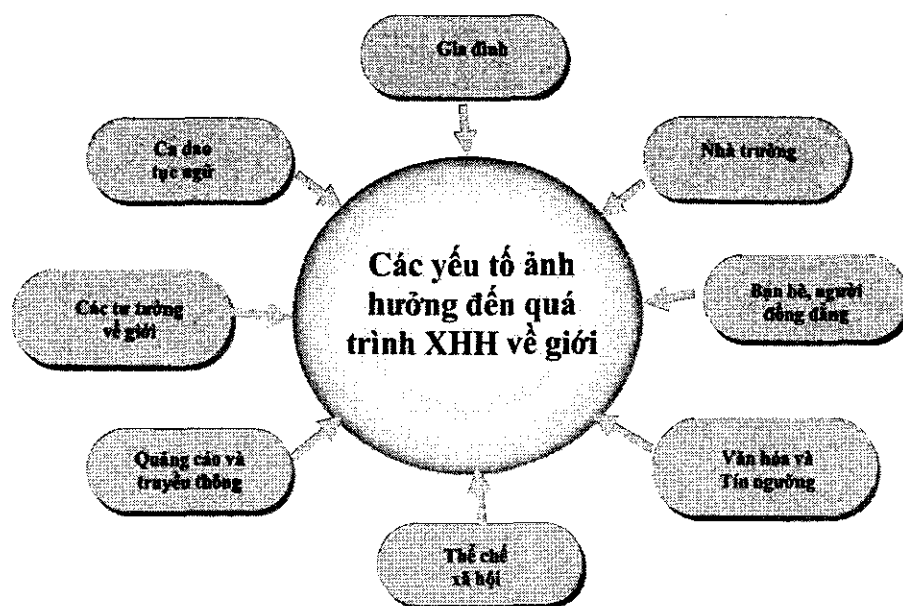 Gia đình
Ca dao
tục ngữ
Nhà trường
Các yếu tố ảnh
hưởng đến quá
trình XHH về giới
Các tư tưởng
về giới
Bạn bè, người
đồng đẳng
Quảng cáo và
truyền thông
Văn hóa và
Tín ngưỡng
Thể chế
xã hội